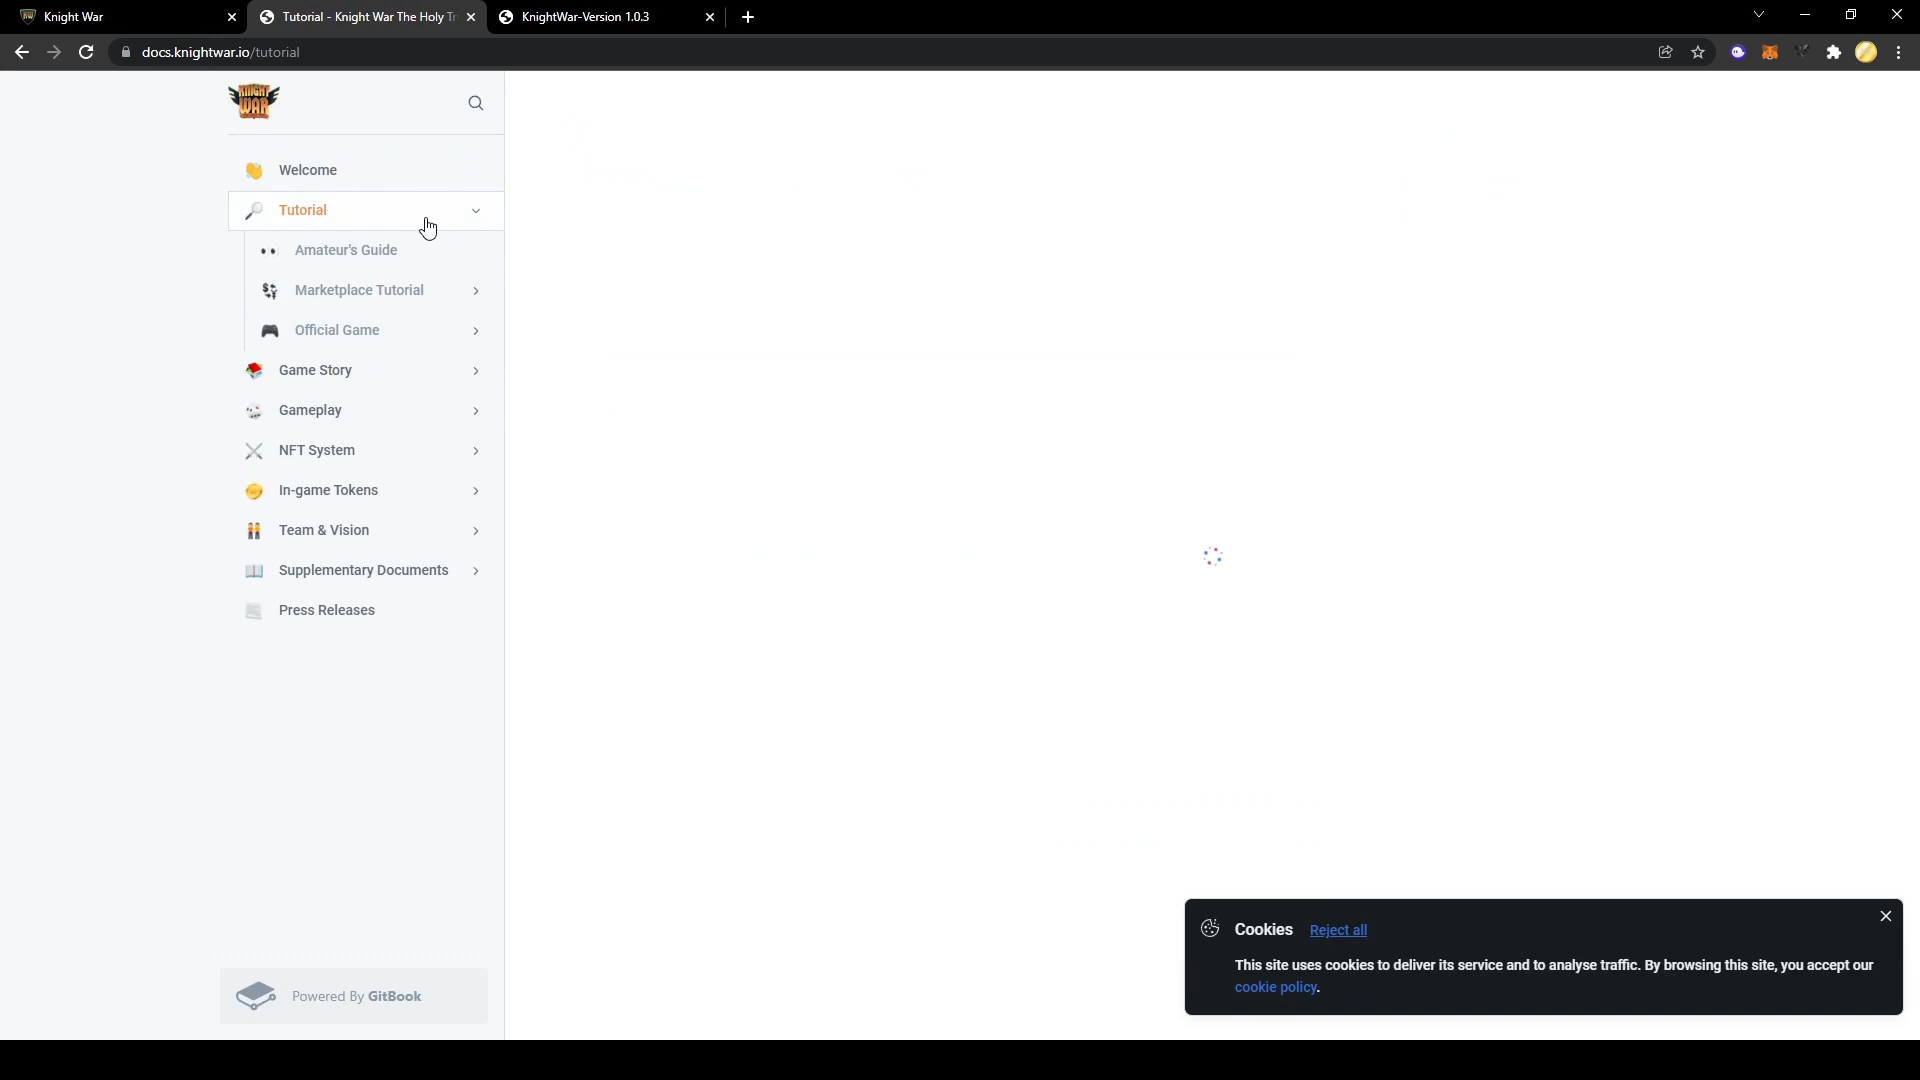 Knight War
Tutorial - Knight War The Holy Tr
KnightWar-Version 1.0.3
docs.knightwar.io/tutorial
KNIGHT
WAR
Welcome
Tutorial
Amateur's Guide
Marketplace Tutorial
Official Game
Game Story
Gameplay
NFT System
In-game Tokens
Team & Vision
Supplementary Documents
Press Releases
Powered By GitBook
Cookies Reject all
This site uses cookies to deliver its service and to analyse traffic. By browsing this site, you accept our
cookie policy.